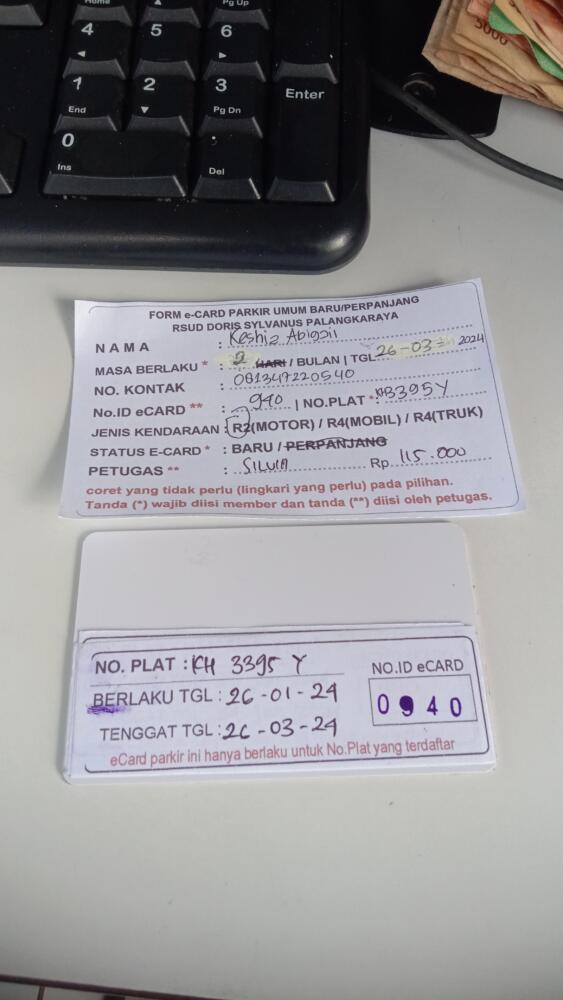 Home
Pg Up
4
5
6
1
End
2
3
Pg Dn
Enter
0
Ins
.
Del
5000
FORM e-CARD PARKIR UMUM BARU/PERPANJANG
RSUD DORIS SYLVANUS PALANGKARAYA
NAMA : Keshia Abigail
MASA BERLAKU * : 2 HARI / BULAN | TGL 26-03- 2024
NO. KONTAK : 081347220540
No.ID eCARD ** : 940 | NO.PLAT * : KH3395Y
JENIS KENDARAAN : R2(MOTOR) / R4(MOBIL) / R4(TRUK)
STATUS E-CARD * : BARU / PERPANJANG
PETUGAS ** : SILVIA Rp 115.000
coret yang tidak perlu (lingkari yang perlu) pada pilihan.
Tanda (*) wajib diisi member dan tanda (**) diisi oleh petugas.
NO. PLAT : KH 3395 Y
NO.ID eCARD
BERLAKU TGL : 26-01-24
0940
TENGGAT TGL : 26-03-24
eCard parkir ini hanya berlaku untuk No.Plat yang terdaftar